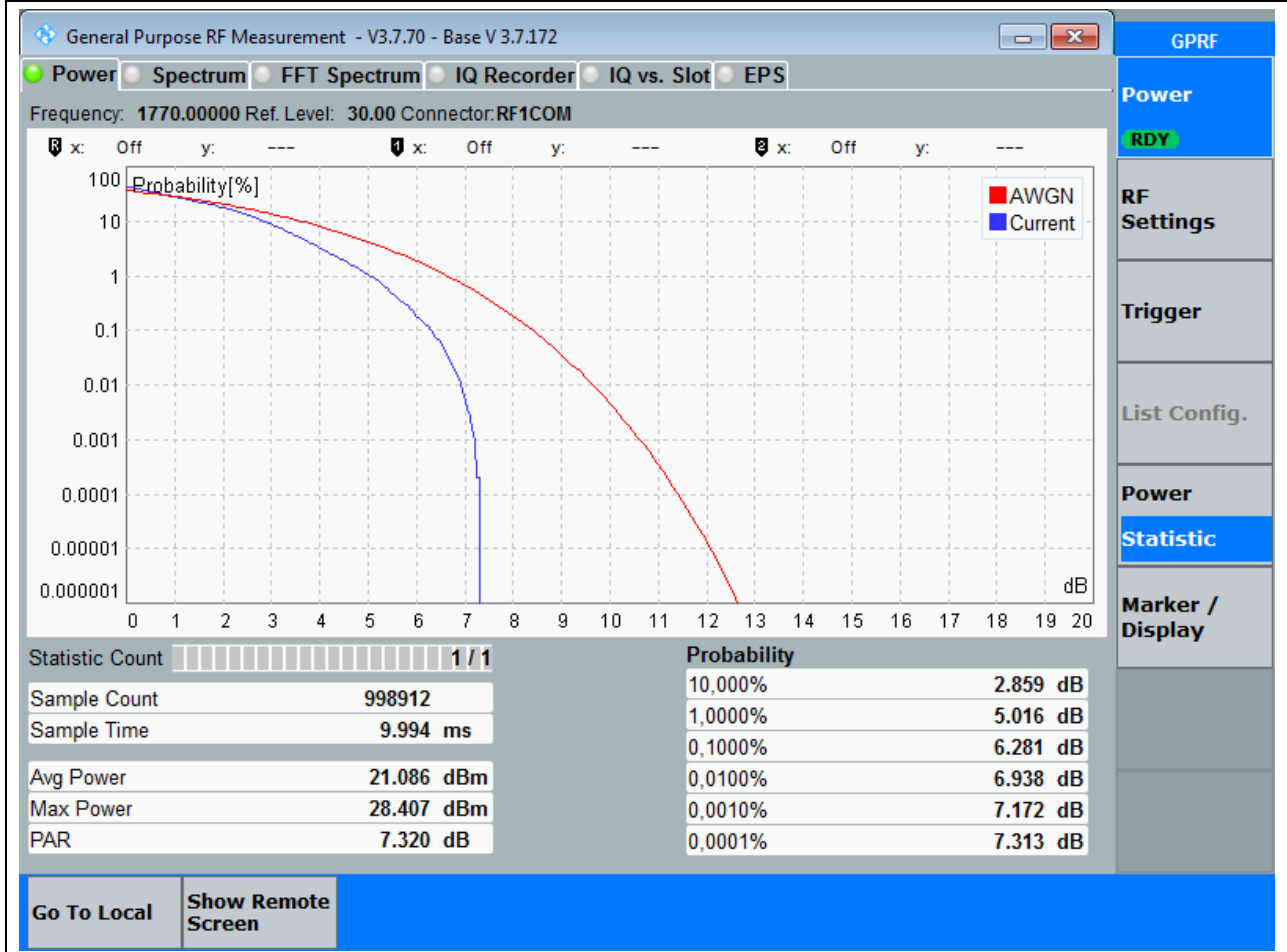 General Purpose RF Measurement - V3.7.70 - Base V 3.7.172
GPRF
Power Spectrum FFT Spectrum IQ Recorder IQ vs. Slot EPS
Frequency: 1770.00000 Ref. Level: 30.00 Connector: RF1COM
R x: Off y: --- 1 x: Off y: --- 2 x: Off y: ---
Probability[%]
100
10
1
0.1
0.01
0.001
0.0001
0.00001
0.000001
AWGN
Current
dB
0 1 2 3 4 5 6 7 8 9 10 11 12 13 14 15 16 17 18 19 20
Statistic Count 1 / 1
Sample Count 998912
Sample Time 9.994 ms
Avg Power 21.086 dBm
Max Power 28.407 dBm
PAR 7.320 dB
Probability
10,000% 2.859 dB
1,0000% 5.016 dB
0,1000% 6.281 dB
0,0100% 6.938 dB
0,0010% 7.172 dB
0,0001% 7.313 dB
Power
RDY
RF
Settings
Trigger
List Config.
Power
Statistic
Marker /
Display
Go To Local
Show Remote
Screen